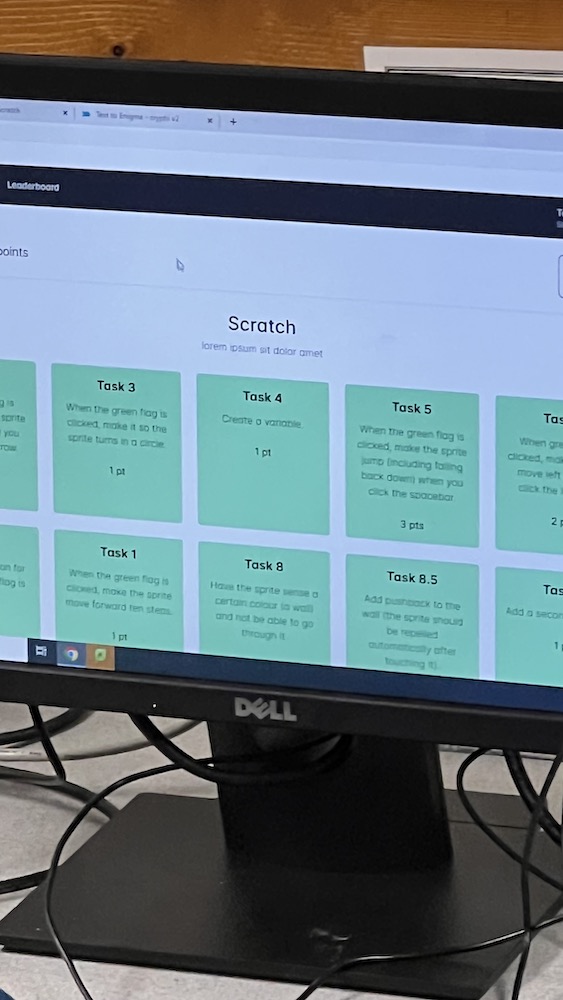 Text to Enigma - crypti v2
Leaderboard
points
Scratch
lorem ipsum sit dolor amet
Task 3
When the green flag is
clicked, make it so the
sprite turns in a circle.
1 pt
Task 4
Create a variable.
1 pt
Task 5
When the green flag is
clicked, make the sprite
jump (including falling
back down) when you
click the spacebar.
3 pts
When gre
clicked, mak
move left
click the
2 p
sprite
you
Task 1
When the green flag is
clicked, make the sprite
move forward ten steps.
1 pt
Task 8
Have the sprite sense a
certain colour (a wall)
and not be able to go
through it.
Task 8.5
Add pushback to the
wall (the sprite should
be repelled
automatically after
touching it).
Tas
Add a secon
on for
flag is
DELL